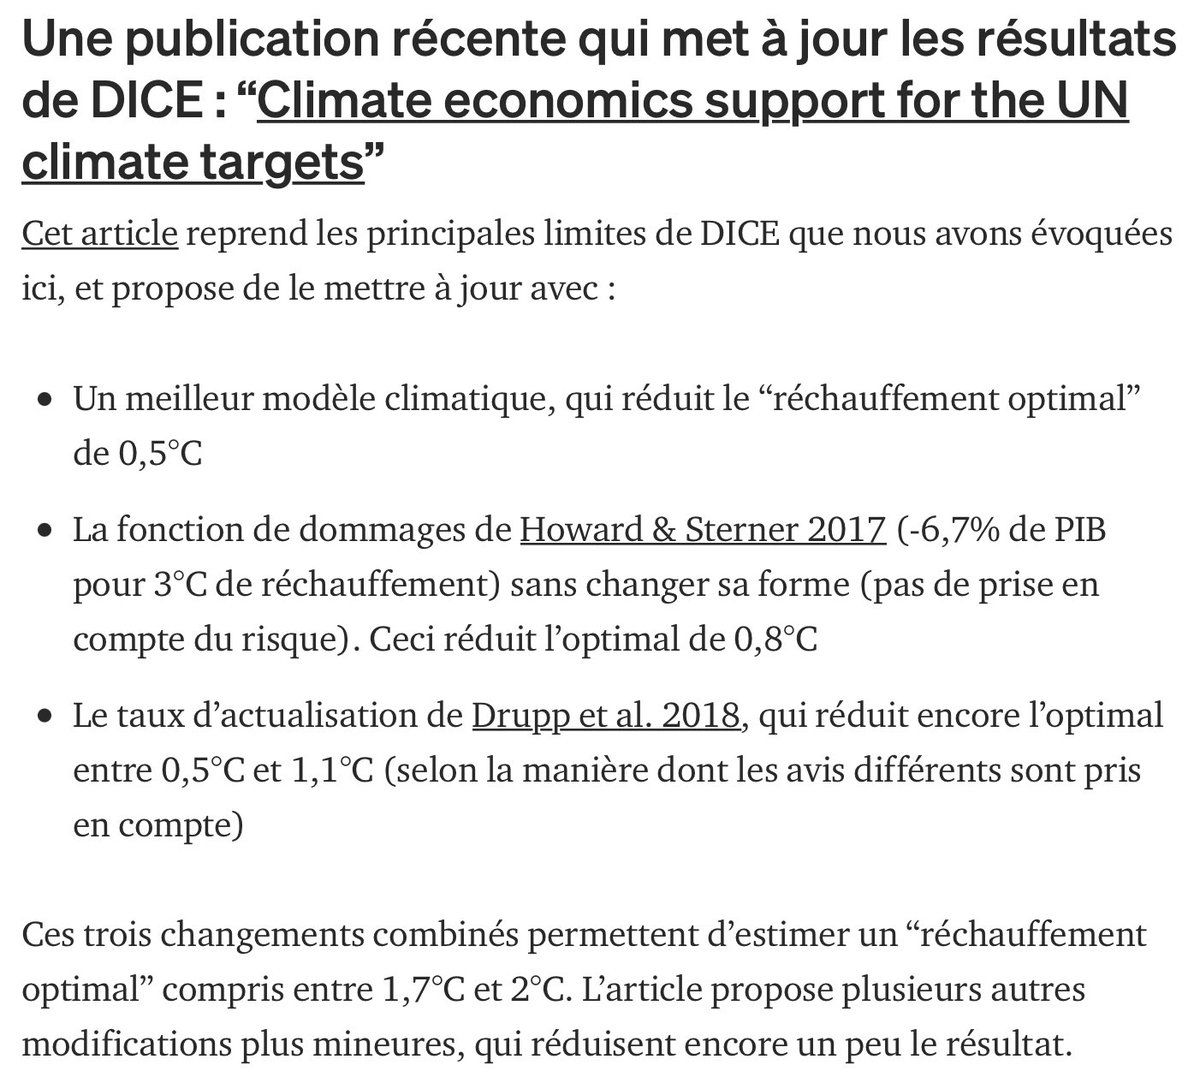 Une publication récente qui met à jour les résultats
de DICE : “Climate economics support for the UN
climate targets”
Cet article reprend les principales limites de DICE que nous avons évoquées
ici, et propose de le mettre à jour avec :
• Un meilleur modèle climatique, qui réduit le “réchauffement optimal”
de 0,5°C
• La fonction de dommages de Howard & Sterner 2017 (-6,7% de PIB
pour 3°C de réchauffement) sans changer sa forme (pas de prise en
compte du risque). Ceci réduit l’optimal de 0,8°C
• Le taux d’actualisation de Drupp et al. 2018, qui réduit encore l’optimal
entre 0,5°C et 1,1°C (selon la manière dont les avis différents sont pris
en compte)
Ces trois changements combinés permettent d’estimer un “réchauffement
optimal” compris entre 1,7°C et 2°C. L’article propose plusieurs autres
modifications plus mineures, qui réduisent encore un peu le résultat.